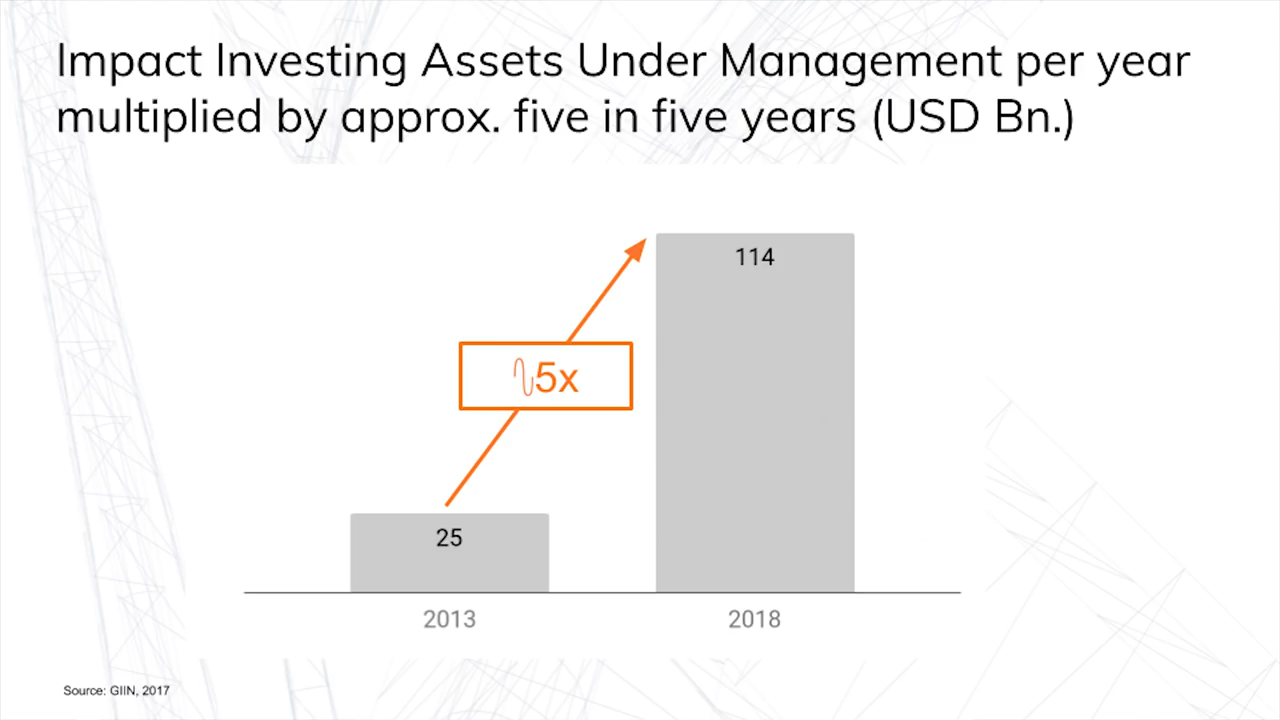 Impact Investing Assets Under Management per year
multiplied by approx. five in five years (USD Bn.)
114
~5x
25
2013
2018
Source: GIIN, 2017